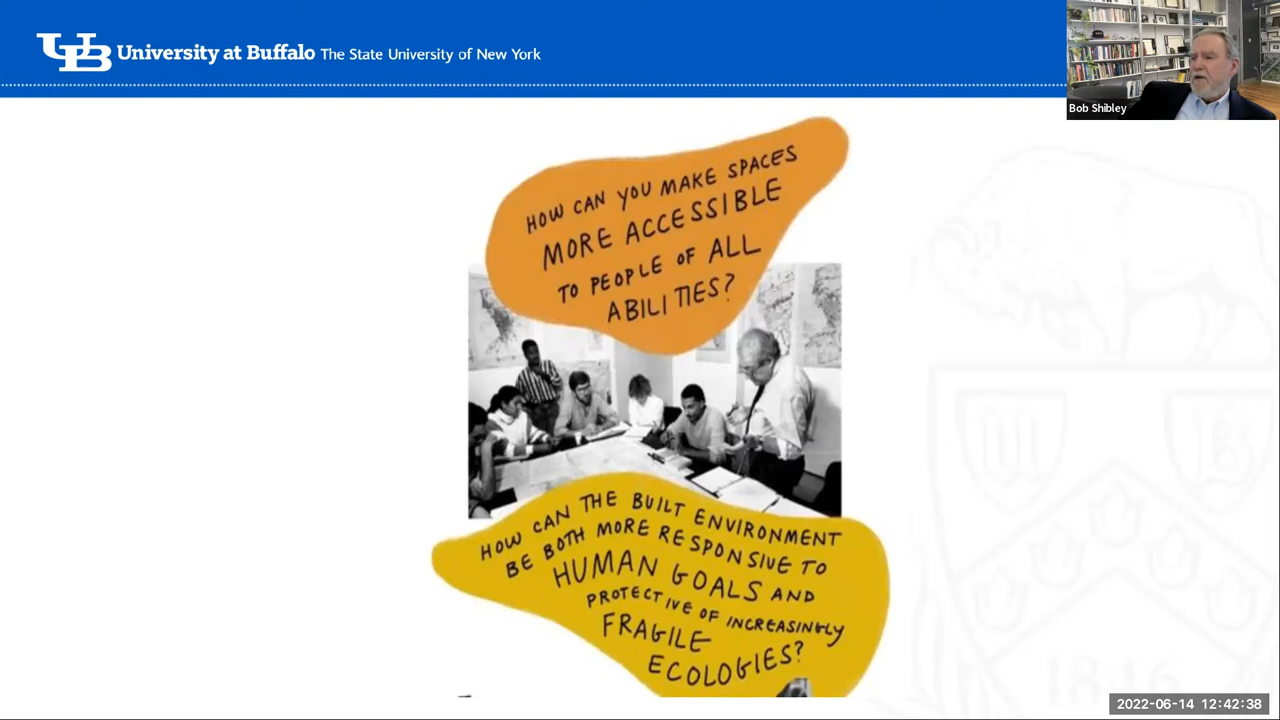 UB University at Buffalo The State University of New York
Bob Shibley
HOW CAN YOU MAKE SPACES
MORE ACCESSIBLE
TO PEOPLE OF ALL
ABILITIES?
HOW CAN THE BUILT ENVIRONMENT
BE BOTH MORE RESPONSIVE TO
HUMAN GOALS AND
PROTECTIVE OF INCREASINGLY
FRAGILE
ECOLOGIES?
U B
1846
2022-06-14 12:42:38